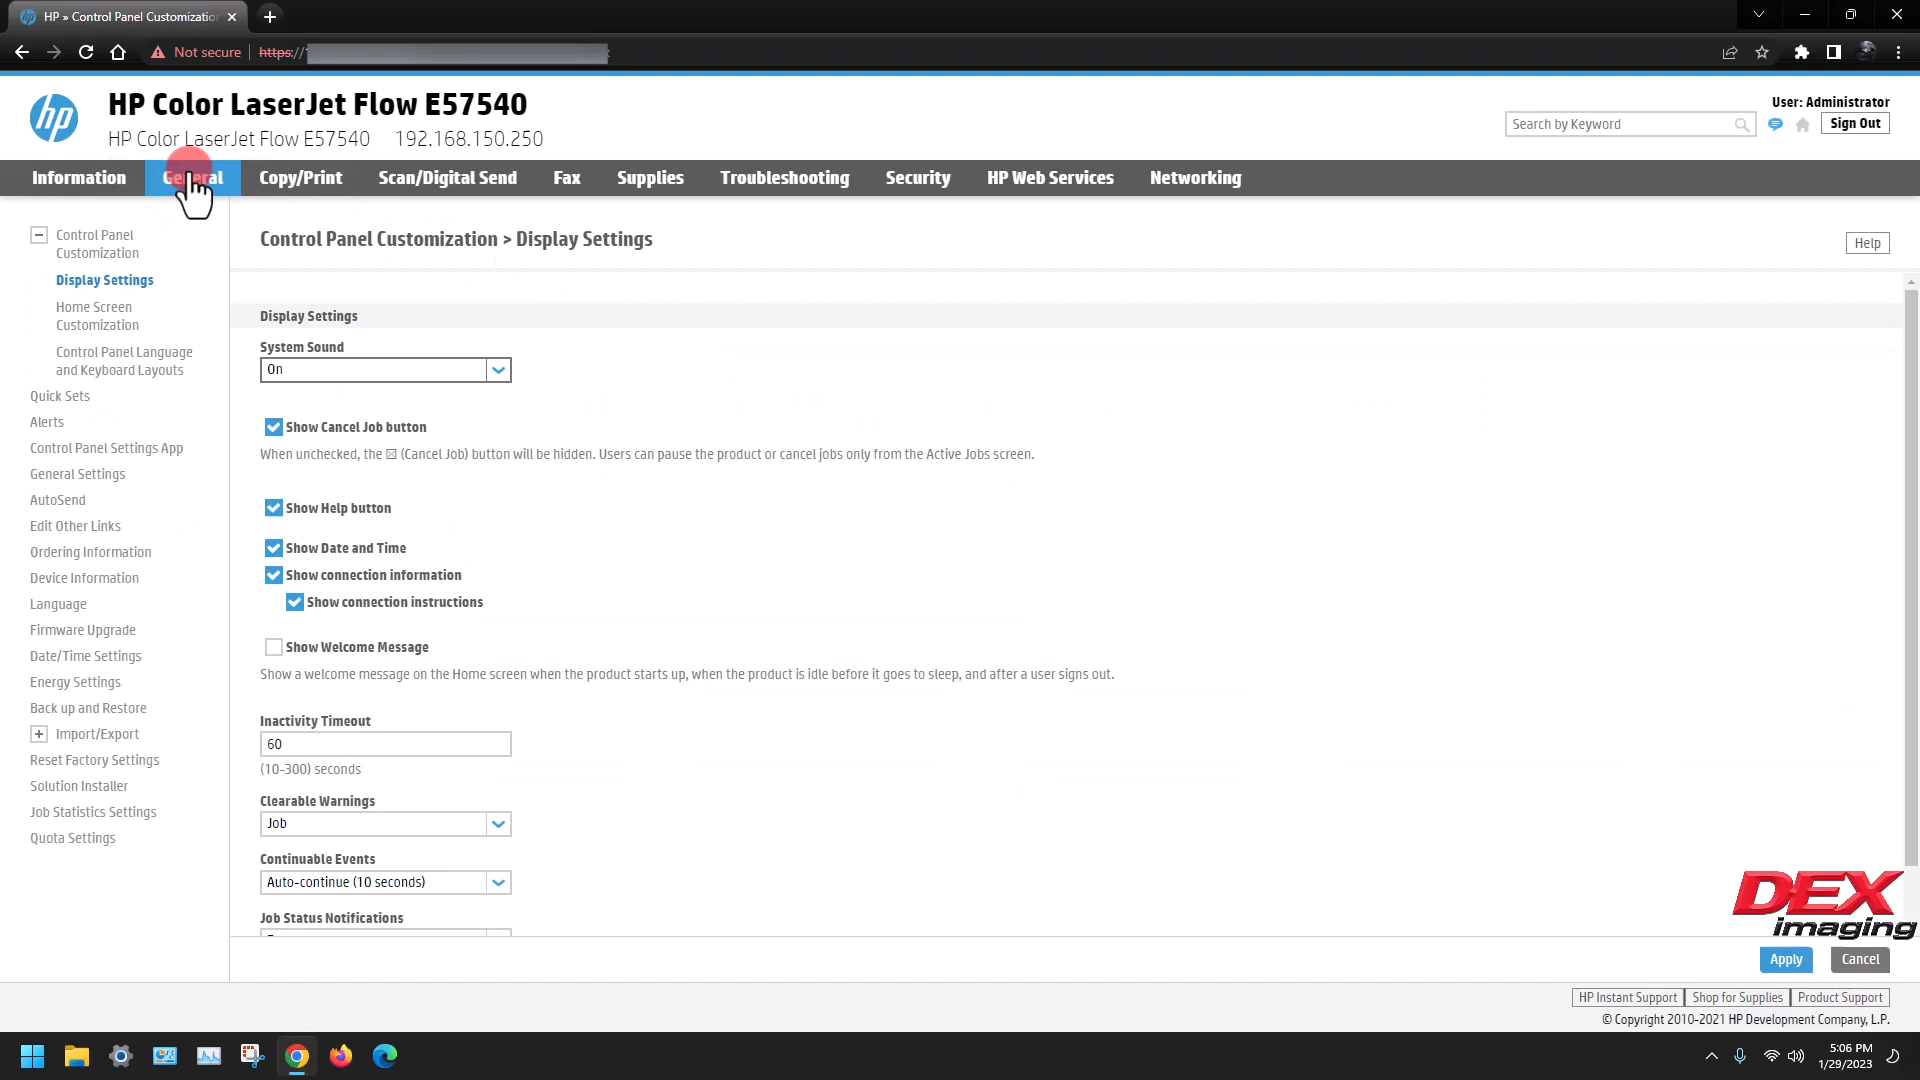 HP » Control Panel Customizatio
Not secure
https://
hp
HP Color LaserJet Flow E57540
HP Color LaserJet Flow E57540 192.168.150.250
User: Administrator
Search by Keyword
Sign Out
Information
General
Copy/Print
Scan/Digital Send
Fax
Supplies
Troubleshooting
Security
HP Web Services
Networking
Control Panel
Customization
Display Settings
Home Screen
Customization
Control Panel Language
and Keyboard Layouts
Quick Sets
Alerts
Control Panel Settings App
General Settings
AutoSend
Edit Other Links
Ordering Information
Device Information
Language
Firmware Upgrade
Date/Time Settings
Energy Settings
Back up and Restore
Import/Export
Reset Factory Settings
Solution Installer
Job Statistics Settings
Quota Settings
Control Panel Customization > Display Settings
Help
Display Settings
System Sound
On
Show Cancel Job button
When unchecked, the ☒ (Cancel Job) button will be hidden. Users can pause the product or cancel jobs only from the Active Jobs screen.
Show Help button
Show Date and Time
Show connection information
Show connection instructions
Show Welcome Message
Show a welcome message on the Home screen when the product starts up, when the product is idle before it goes to sleep, and after a user signs out.
Inactivity Timeout
60
(10-300) seconds
Clearable Warnings
Job
Continuable Events
Auto-continue (10 seconds)
Job Status Notifications
DEX
imaging
Apply
Cancel
HP Instant Support
Shop for Supplies
Product Support
© Copyright 2010-2021 HP Development Company, L.P.
5:06 PM
1/29/2023